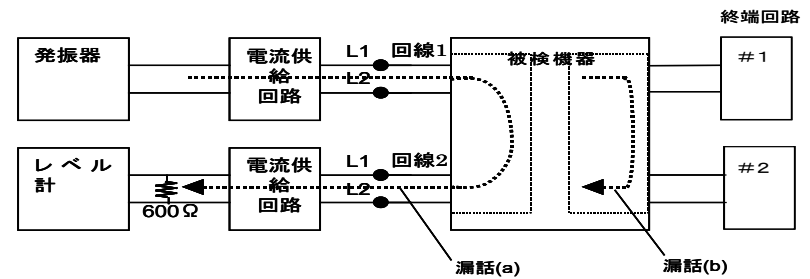 終端回路
発振器
電流供
給
回路
L1
回線1
L2
被検機器
#1
レベル
計
600Ω
電流供
給
回路
L1
回線2
L2
#2
漏話(a)
漏話(b)